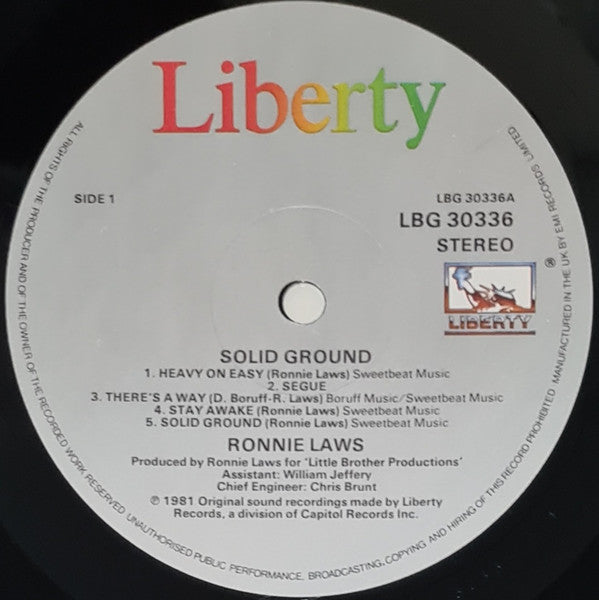 Liberty
SIDE 1
LBG 30336A
LBG 30336
STEREO
®
LIBERTY
SOLID GROUND
1. HEAVY ON EASY (Ronnie Laws) Sweetbeat Music
2. SEGUE
3. THERE'S A WAY (D. Boruff-R. Laws) Boruff Music/Sweetbeat Music
4. STAY AWAKE (Ronnie Laws) Sweetbeat Music
5. SOLID GROUND (Ronnie Laws) Sweetbeat Music
RONNIE LAWS
Produced by Ronnie Laws for 'Little Brother Productions'
Assistant: William Jeffery
Chief Engineer: Chris Brunt
℗ 1981 Original sound recordings made by Liberty
Records, a division of Capitol Records Inc.
ALL RIGHTS OF THE PRODUCER AND OF THE OWNER OF THE RECORDED WORK RESERVED. UNAUTHORISED PUBLIC PERFORMANCE, BROADCASTING, COPYING AND HIRING OF THIS RECORD PROHIBITED. MANUFACTURED IN THE UK BY EMI RECORDS LIMITED